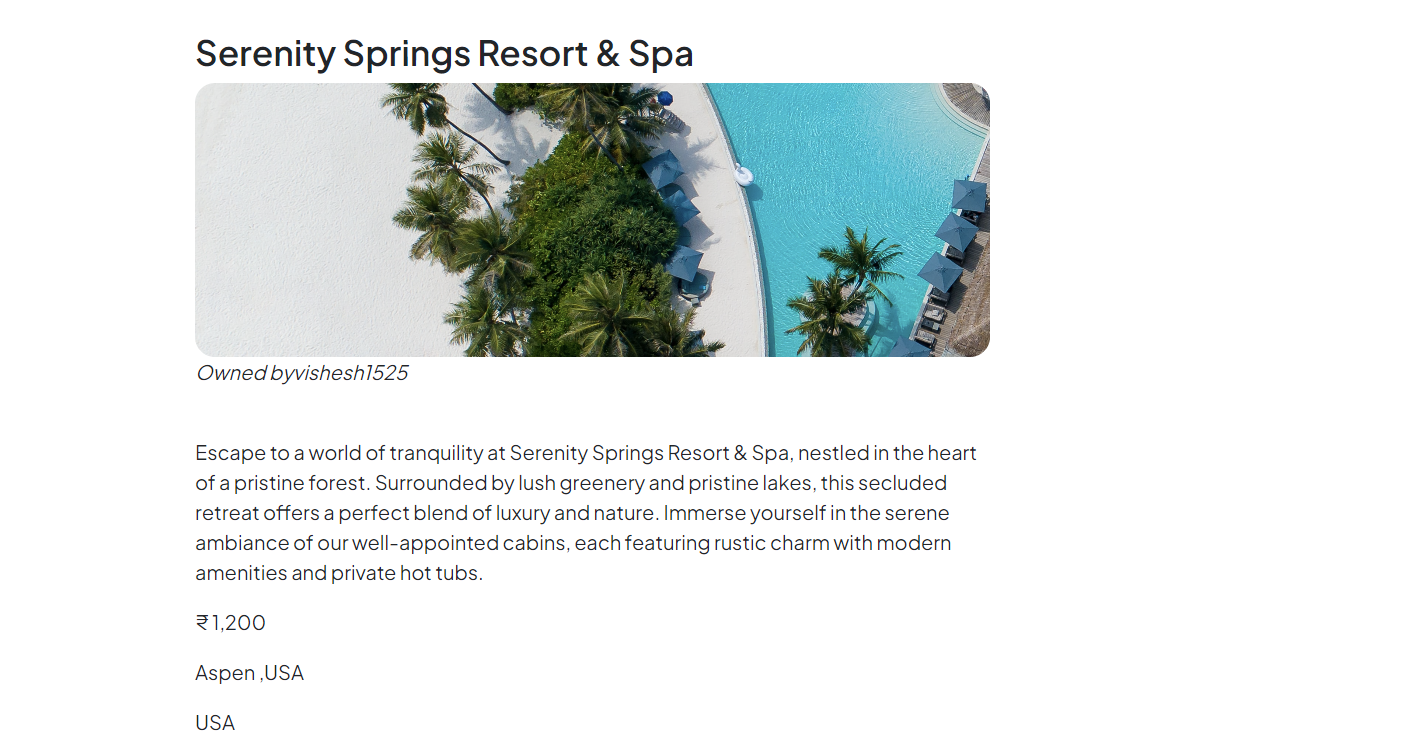 Serenity Springs Resort & Spa
Owned byvishesh1525
Escape to a world of tranquility at Serenity Springs Resort & Spa, nestled in the heart
of a pristine forest. Surrounded by lush greenery and pristine lakes, this secluded
retreat offers a perfect blend of luxury and nature. Immerse yourself in the serene
ambiance of our well-appointed cabins, each featuring rustic charm with modern
amenities and private hot tubs.
₹ 1,200
Aspen ,USA
USA